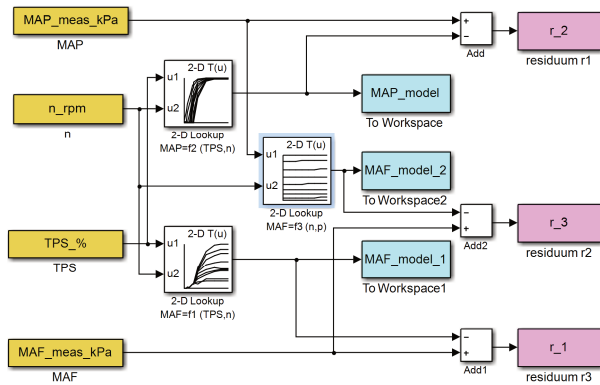 MAP_meas_kPa
MAP
+
−
Add
r_2
residuum r1
2-D T(u)
u1
u2
2-D Lookup
MAP=f2 (TPS,n)
MAP_model
To Workspace
n_rpm
n
2-D T(u)
u1
u2
2-D Lookup
MAF=f3 (n,p)
MAF_model_2
To Workspace2
−
+
Add2
r_3
residuum r2
TPS_%
TPS
2-D T(u)
u1
u2
2-D Lookup
MAF=f1 (TPS,n)
MAF_model_1
To Workspace1
MAF_meas_kPa
MAF
−
+
Add1
r_1
residuum r3